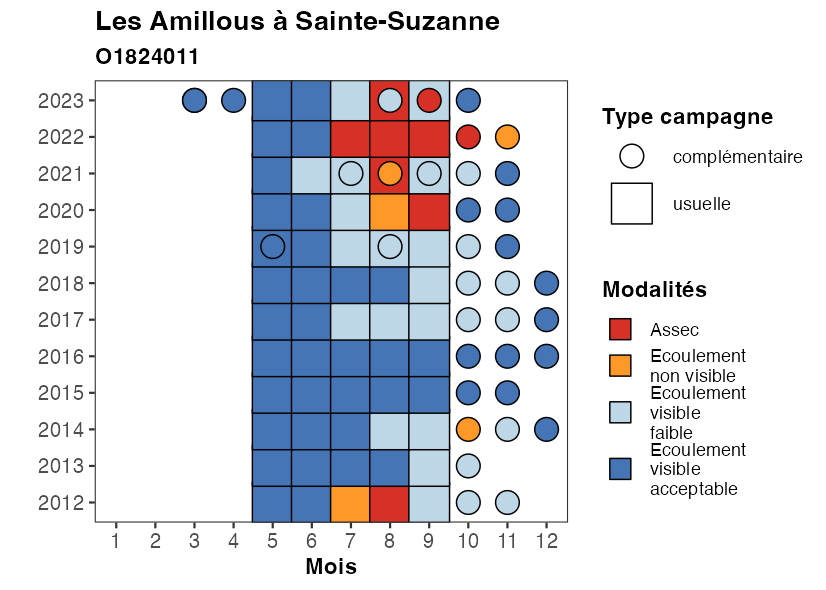 Les Amillous à Sainte-Suzanne
O1824011
2023
2022
2021
2020
2019
2018
2017
2016
2015
2014
2013
2012
1 2 3 4 5 6 7 8 9 10 11 12
Mois
Type campagne
complémentaire
usuelle
Modalités
Assec
Ecoulement
non visible
Ecoulement
visible
faible
Ecoulement
visible
acceptable